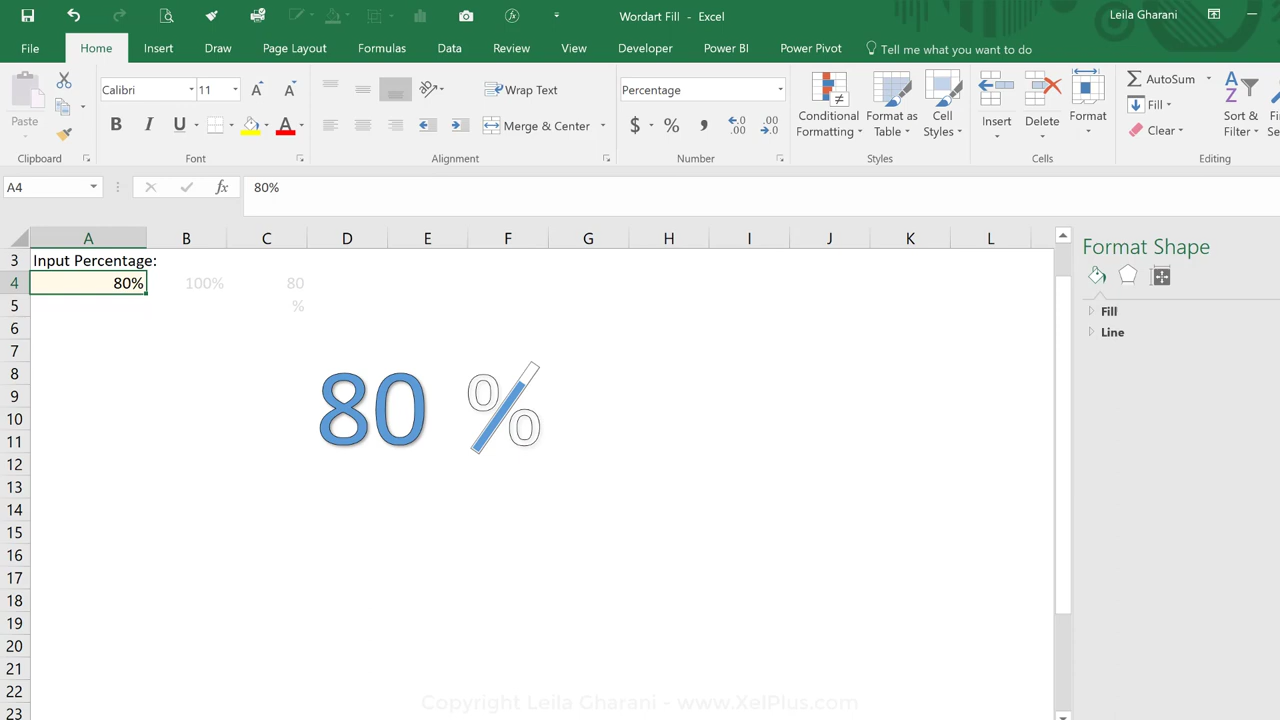 Wordart Fill - Excel
Leila Gharani
File
Home
Insert
Draw
Page Layout
Formulas
Data
Review
View
Developer
Power BI
Power Pivot
Tell me what you want to do
Paste
Clipboard
Calibri
11
A
A
B
I
U
A
Font
Wrap Text
Merge & Center
Alignment
Percentage
$
%
,
.00
.00
Number
Conditional
Formatting
Format as
Table
Cell
Styles
Styles
Insert
Delete
Format
Cells
AutoSum
Fill
Clear
Sort &
Filter
Editing
A4
fx
80%
A
B
C
D
E
F
G
H
I
J
K
L
3
Input Percentage:
4
80%
100%
80
5
%
6
7
8
9
10
11
12
13
14
15
16
17
18
19
20
21
22
23
80 %
Format Shape
Fill
Line
Copyright Leila Gharani - www.XelPlus.com